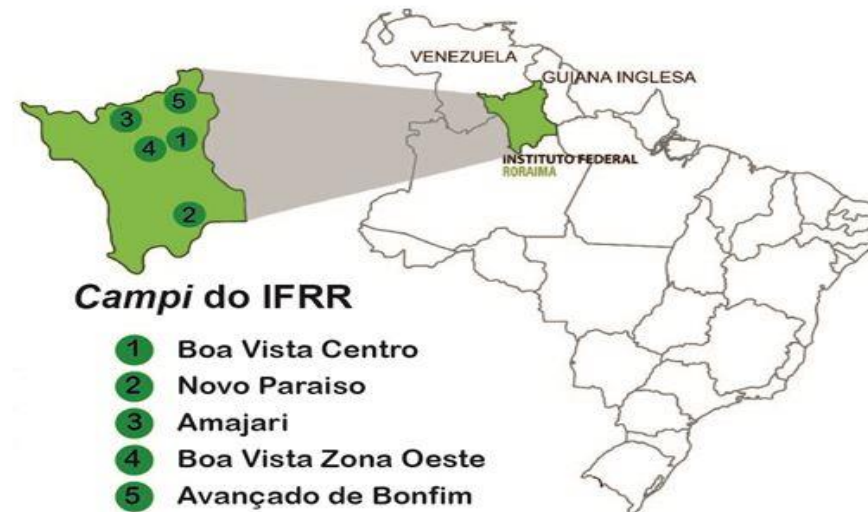 VENEZUELA
GUIANA INGLESA
INSTITUTO FEDERAL
RORAIMA
5
3
4
1
2
Campi do IFRR
1 Boa Vista Centro
2 Novo Paraiso
3 Amajari
4 Boa Vista Zona Oeste
5 Avançado de Bonfim